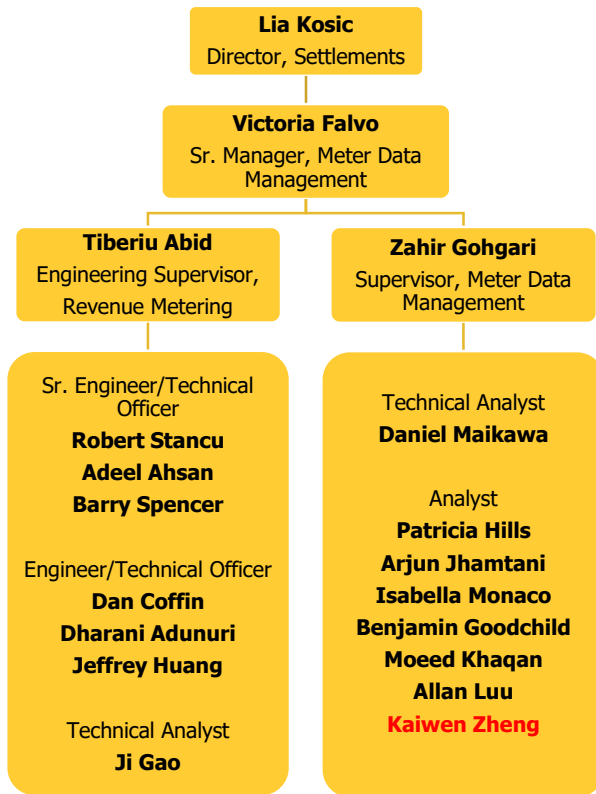 Lia Kosic
Director, Settlements
Victoria Falvo
Sr. Manager, Meter Data
Management
Tiberiu Abid
Engineering Supervisor,
Revenue Metering
Zahir Gohgari
Supervisor, Meter Data
Management
Sr. Engineer/Technical
Officer
Robert Stancu
Adeel Ahsan
Barry Spencer
Engineer/Technical Officer
Dan Coffin
Dharani Adunuri
Jeffrey Huang
Technical Analyst
Ji Gao
Technical Analyst
Daniel Maikawa
Analyst
Patricia Hills
Arjun Jhamtani
Isabella Monaco
Benjamin Goodchild
Moeed Khaqan
Allan Luu
Kaiwen Zheng